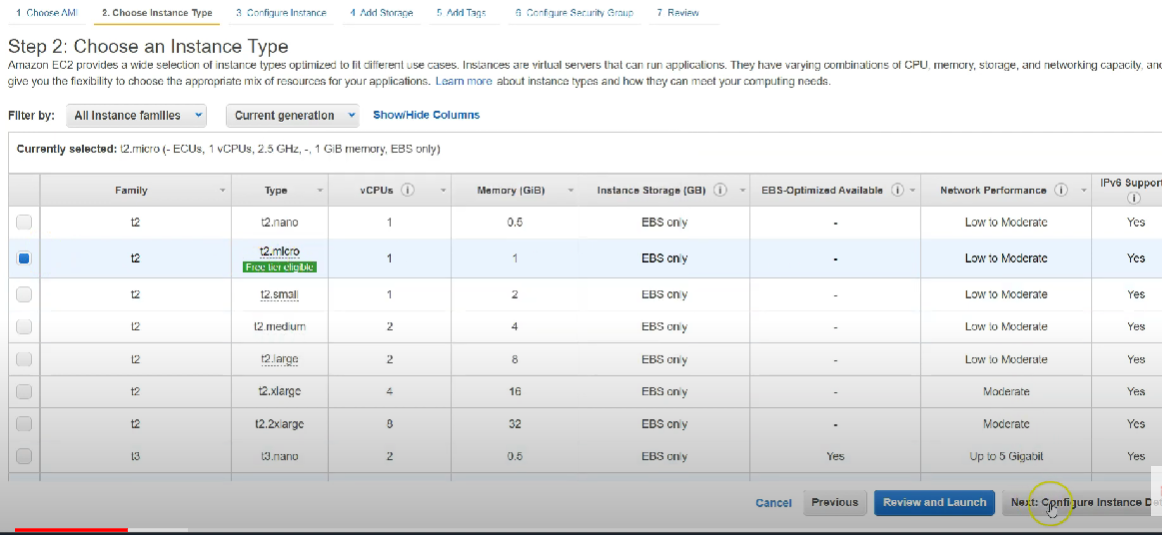 1. Choose AMI 2. Choose Instance Type 3. Configure Instance 4. Add Storage 5. Add Tags 6. Configure Security Group 7. Review
Step 2: Choose an Instance Type
Amazon EC2 provides a wide selection of instance types optimized to fit different use cases. Instances are virtual servers that can run applications. They have varying combinations of CPU, memory, storage, and networking capacity, and
give you the flexibility to choose the appropriate mix of resources for your applications. Learn more about instance types and how they can meet your computing needs.
Filter by: All instance families Current generation Show/Hide Columns
Currently selected: t2.micro (- ECUs, 1 vCPUs, 2.5 GHz, -, 1 GiB memory, EBS only)
Family Type vCPUs Memory (GiB) Instance Storage (GB) EBS-Optimized Available Network Performance IPv6 Support
t2 t2.nano 1 0.5 EBS only - Low to Moderate Yes
t2 t2.micro 1 1 EBS only - Low to Moderate Yes
Free tier eligible
t2 t2.small 1 2 EBS only - Low to Moderate Yes
t2 t2.medium 2 4 EBS only - Low to Moderate Yes
t2 t2.large 2 8 EBS only - Low to Moderate Yes
t2 t2.xlarge 4 16 EBS only - Moderate Yes
t2 t2.2xlarge 8 32 EBS only - Moderate Yes
t3 t3.nano 2 0.5 EBS only Yes Up to 5 Gigabit Yes
Cancel Previous Review and Launch Next: Configure Instance De